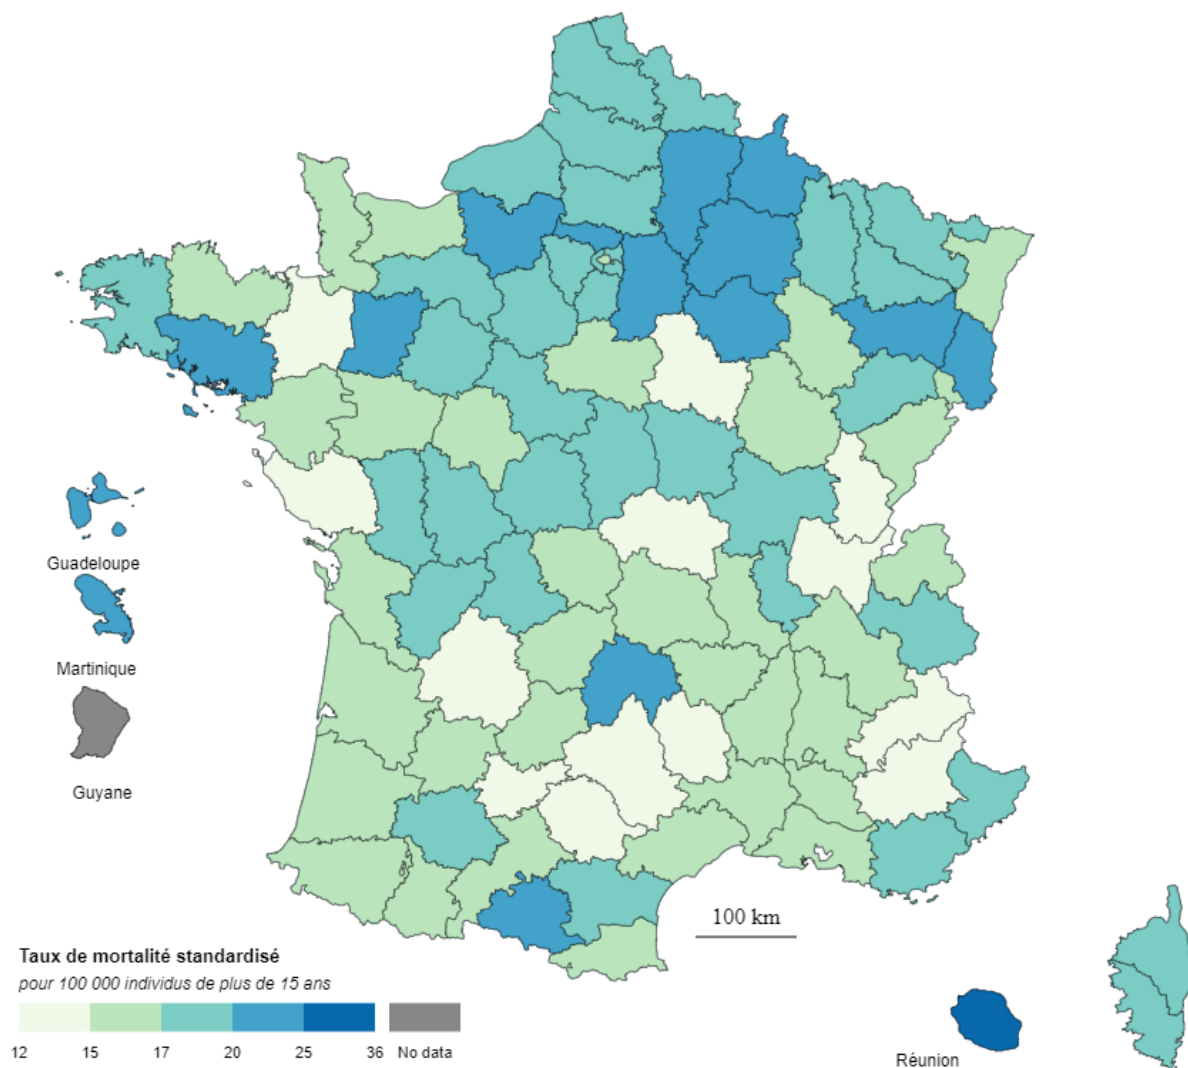 Guadeloupe
Martinique
Guyane
100 km
Taux de mortalité standardisé
pour 100 000 individus de plus de 15 ans
12 15 17 20 25 36 No data
Réunion